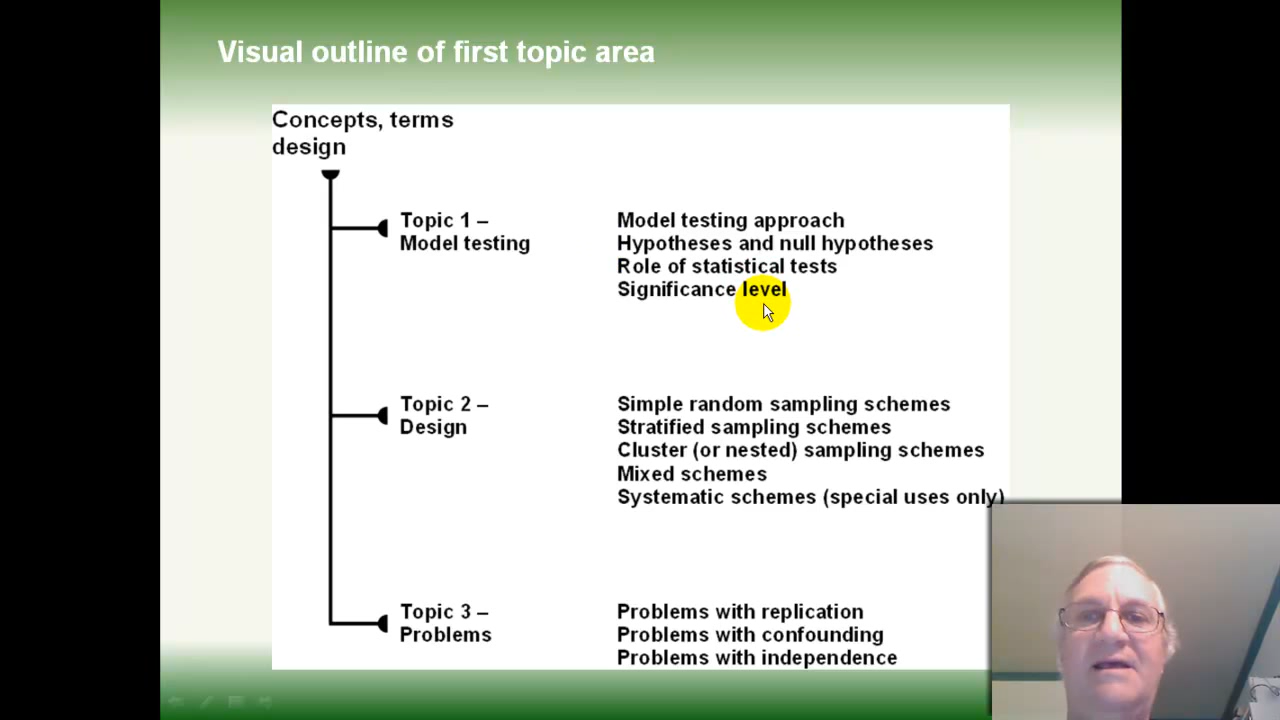 Visual outline of first topic area
Concepts, terms
design
Topic 1 –
Model testing
Model testing approach
Hypotheses and null hypotheses
Role of statistical tests
Significance level
Topic 2 –
Design
Simple random sampling schemes
Stratified sampling schemes
Cluster (or nested) sampling schemes
Mixed schemes
Systematic schemes (special uses only)
Topic 3 –
Problems
Problems with replication
Problems with confounding
Problems with independence